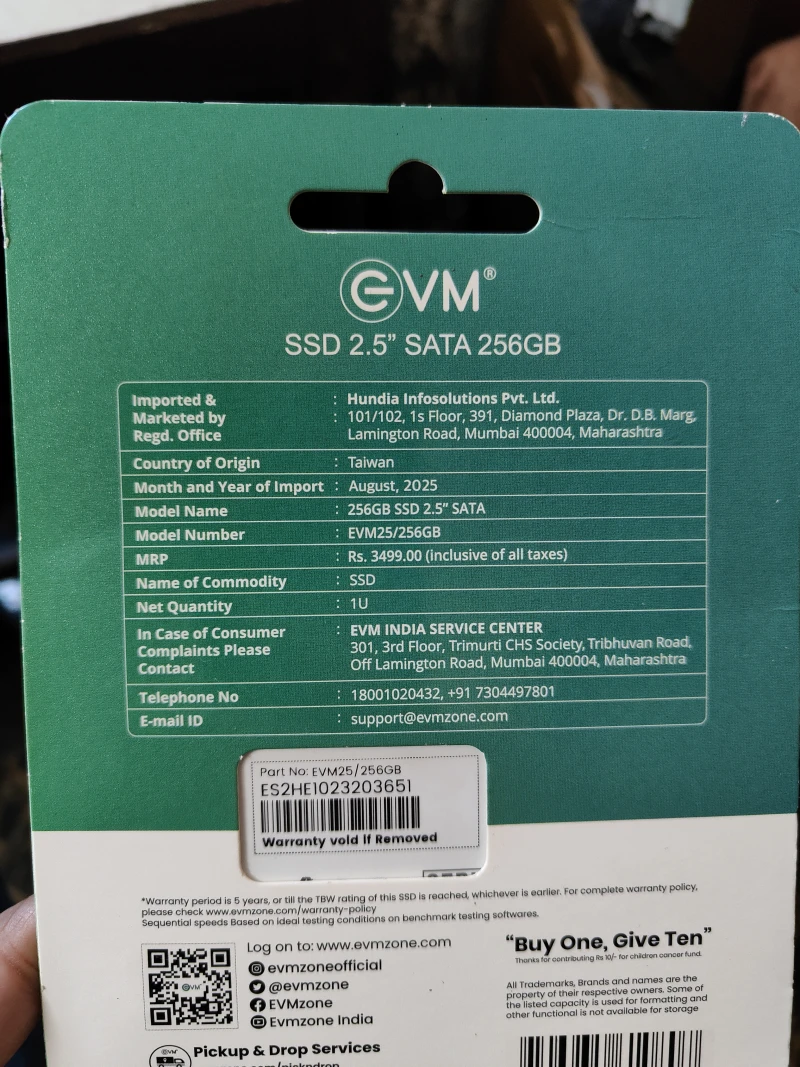 EVM®
SSD 2.5" SATA 256GB
Imported & Marketed by Regd. Office : Hundia Infosolutions Pvt. Ltd.
: 101/102, 1s Floor, 391, Diamond Plaza, Dr. D.B. Marg,
Lamington Road, Mumbai 400004, Maharashtra
Country of Origin : Taiwan
Month and Year of Import : August, 2025
Model Name : 256GB SSD 2.5" SATA
Model Number : EVM25/256GB
MRP : Rs. 3499.00 (inclusive of all taxes)
Name of Commodity : SSD
Net Quantity : 1U
In Case of Consumer Complaints Please Contact : EVM INDIA SERVICE CENTER
301, 3rd Floor, Trimurti CHS Society, Tribhuvan Road,
Off Lamington Road, Mumbai 400004, Maharashtra
Telephone No : 18001020432, +91 7304497801
E-mail ID : support@evmzone.com
Part No: EVM25/256GB
ES2HE1023203651
Warranty void if Removed
*Warranty period is 5 years, or till the TBW rating of this SSD is reached, whichever is earlier. For complete warranty policy,
please check www.evmzone.com/warranty-policy
Sequential speeds Based on ideal testing conditions on benchmark testing softwares.
Log on to: www.evmzone.com
evmzoneofficial
@evmzone
EVMzone
Evmzone India
EVM
"Buy One, Give Ten"
Thanks for contributing Rs 10/- for children cancer fund.
All Trademarks, Brands and names are the
property of their respective owners. Some of
the listed capacity is used for formatting and
other functional is not available for storage
EVM
Pickup & Drop Services